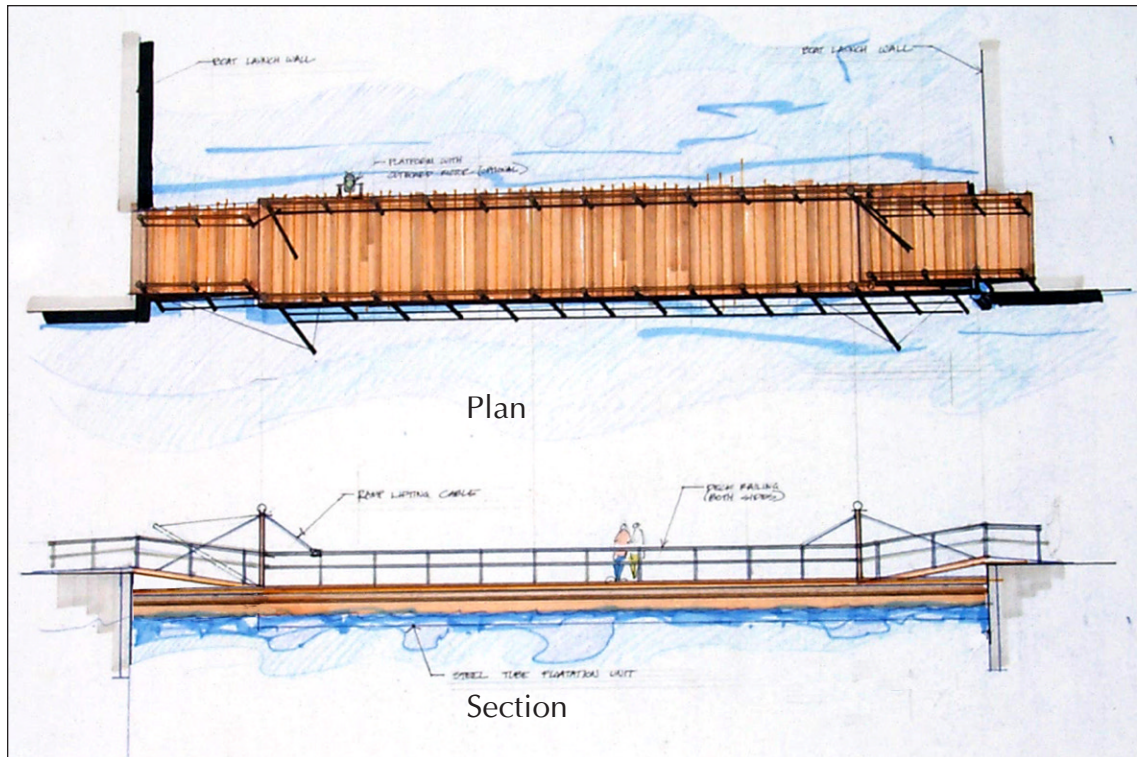 BOAT LAUNCH WALL
BOAT LAUNCH WALL
PLATFORM WITH
OUTBOARD MOTOR (OPTIONAL)
Plan
RAMP LIFTING CABLE
DECK RAILING
(BOTH SIDES)
STEEL TUBE FLOATATION UNIT
Section